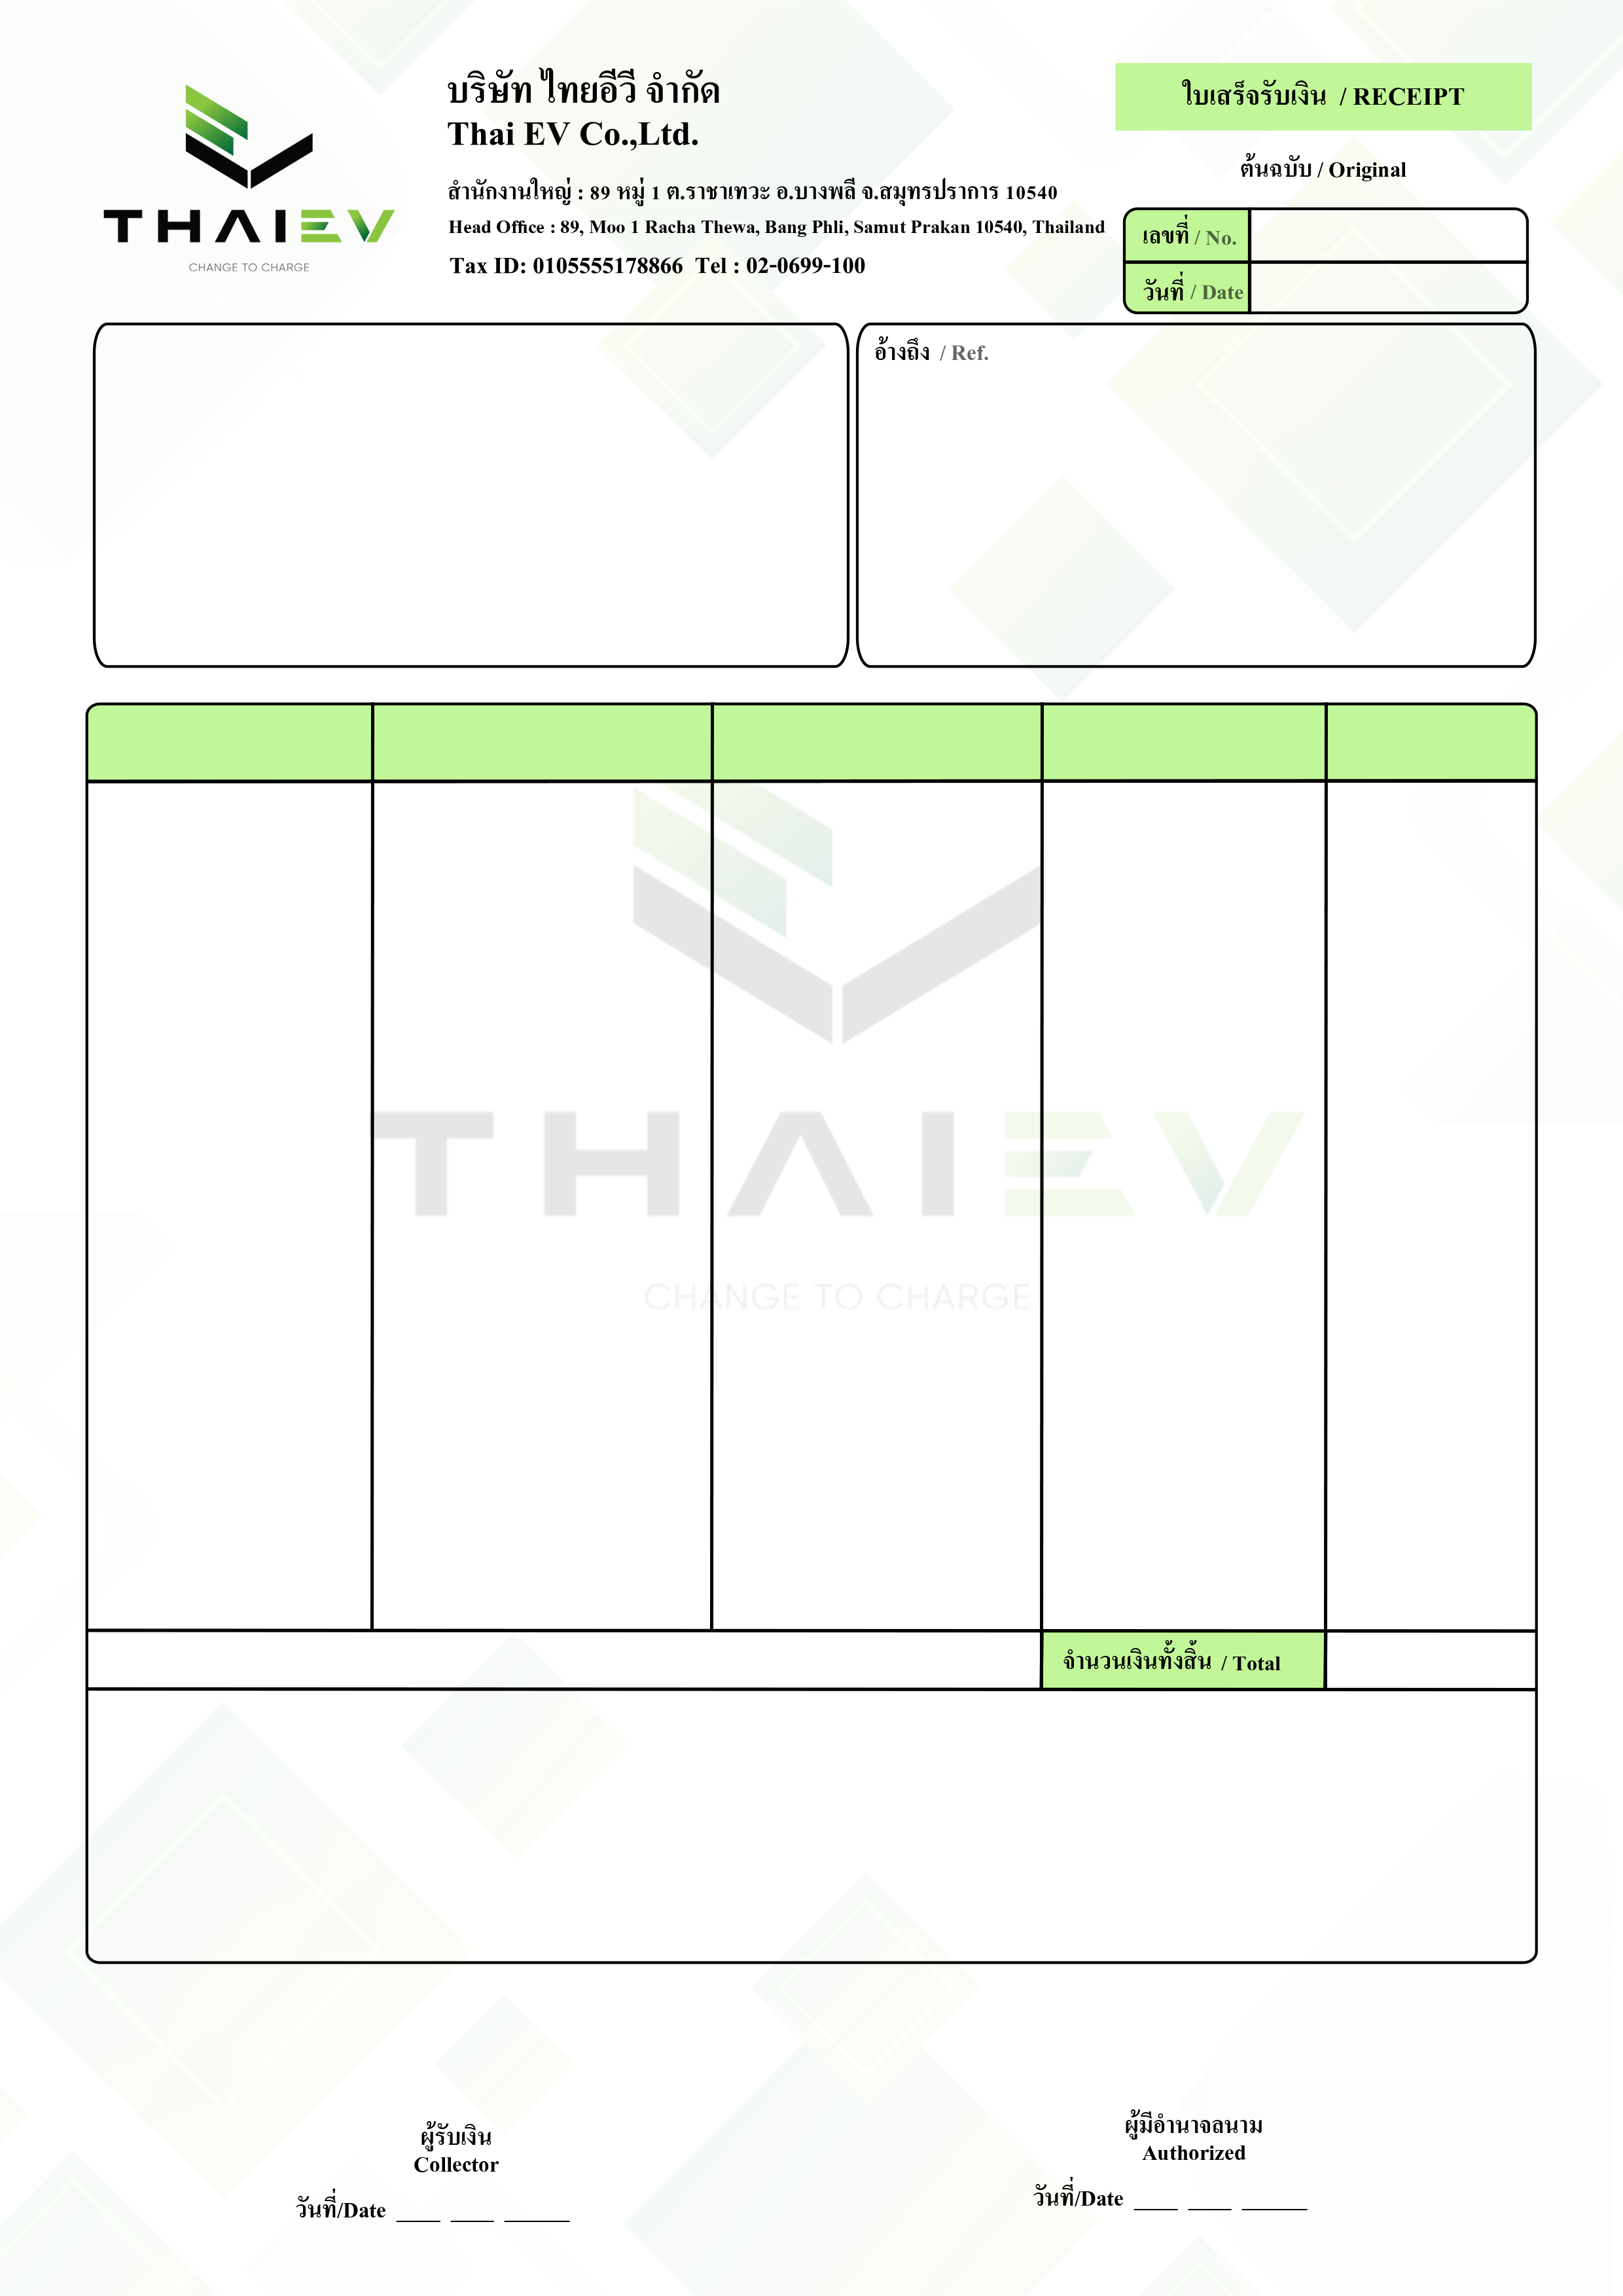 บริษัท ไทยอีวี จำกัด
Thai EV Co.,Ltd.
สำนักงานใหญ่ : 89 หมู่ 1 ต.ราชาเทวะ อ.บางพลี จ.สมุทรปราการ 10540
Head Office : 89, Moo 1 Racha Thewa, Bang Phli, Samut Prakan 10540, Thailand
Tax ID: 0105555178866 Tel : 02-0699-100
THAIEV
CHANGE TO CHARGE
ใบเสร็จรับเงิน / RECEIPT
ต้นฉบับ / Original
เลขที่ / No.
วันที่ / Date
อ้างถึง / Ref.
THAIEV
CHANGE TO CHARGE
จำนวนเงินทั้งสิ้น / Total
ผู้รับเงิน
Collector
วันที่/Date ____ ____ ______
ผู้มีอำนาจลนาม
Authorized
วันที่/Date ____ ____ ______